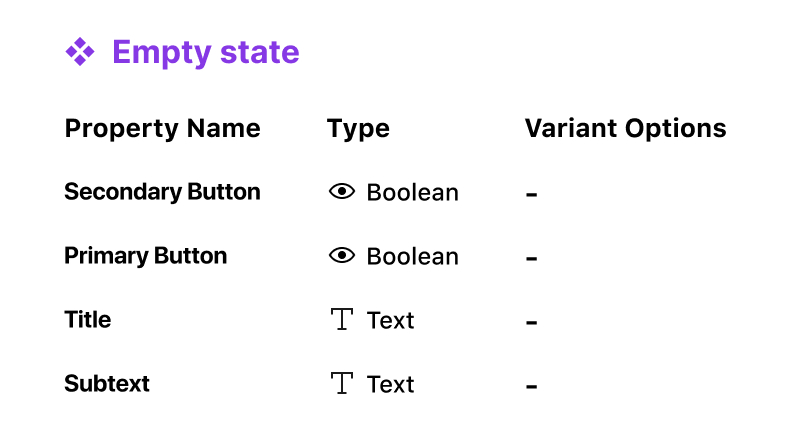 Empty state
Property Name Type Variant Options
Secondary Button Boolean -
Primary Button Boolean -
Title Text -
Subtext Text -